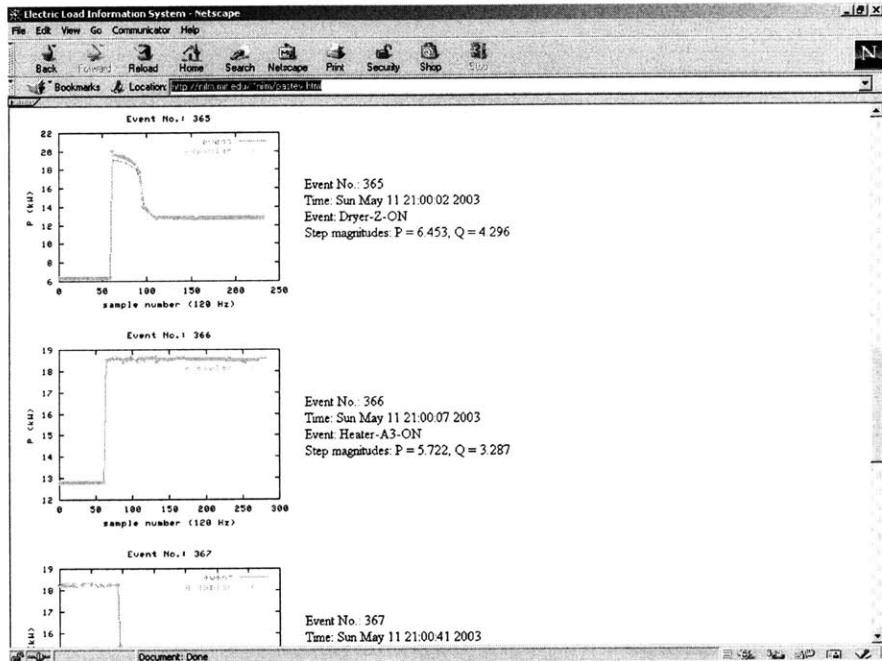 Electric Load Information System - Netscape
File Edit View Go Communicator Help
Back Forward Reload Home Search Netscape Print Security Shop Stop
Bookmarks Location:
N
Event No.: 365
22
20
18
16
14
12
10
8
6
P (kW)
0 50 100 150 200 250
sample number (120 Hz)
event
Event No.: 365
Time: Sun May 11 21:00:02 2003
Event: Dryer-Z-ON
Step magnitudes: P = 6.453, Q = 4.296
Event No.: 366
19
18
17
16
15
14
13
12
P (kW)
0 50 100 150 200 250 300
sample number (120 Hz)
Event No.: 366
Time: Sun May 11 21:00:07 2003
Event: Heater-A3-ON
Step magnitudes: P = 5.722, Q = 3.287
Event No.: 367
19
18
17
16
(kW)
event
Event No.: 367
Time: Sun May 11 21:00:41 2003
Document: Done